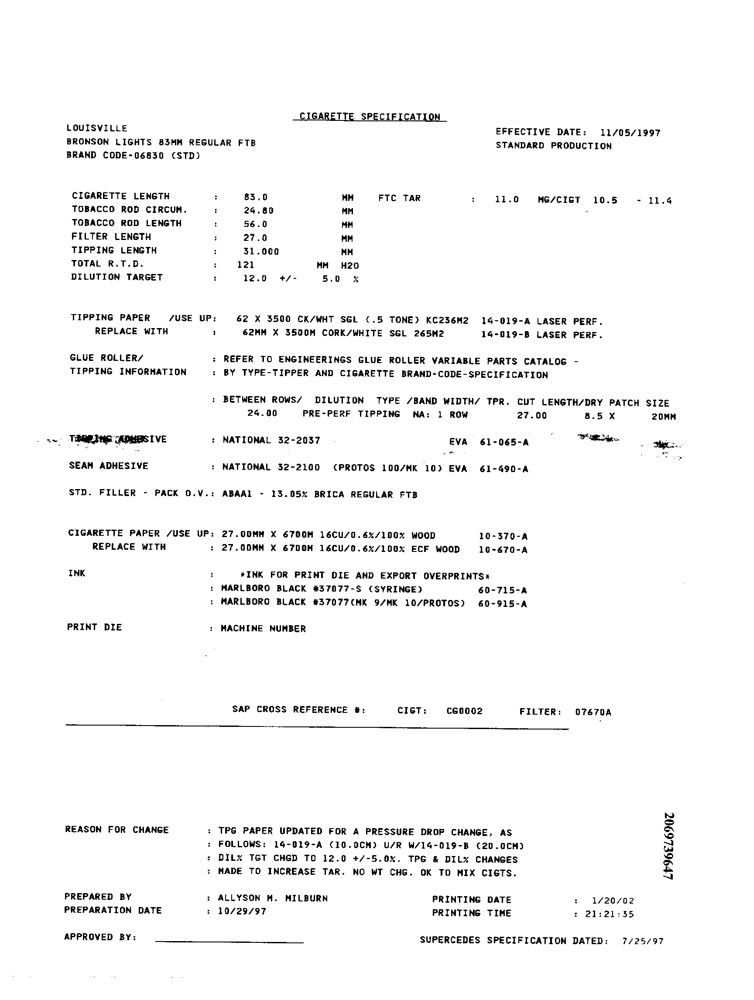 CIGARETTE SPECIFICATION
LOUISVILLE
EFFECTIVE DATE: 11/05/1997
BRONSON LIGHTS 83MM REGULAR FTB
STANDARD PRODUCTION
BRAND CODE-06830 (STD)
CIGARETTE LENGTH : 83.0 MM FTC TAR : 11.0 MG/CIGT 10.5 - 11.4
TOBACCO ROD CIRCUM. : 24.80 MM
TOBACCO ROD LENGTH : 56.0 MM
FILTER LENGTH : 27.0 MM
TIPPING LENGTH : 31.000 MM
TOTAL R.T.D. : 121 MM H2O
DILUTION TARGET : 12.0 +/- 5.0 %
TIPPING PAPER /USE UP: 62 X 3500 CK/WHT SGL (.5 TONE) KC236M2 14-019-A LASER PERF.
REPLACE WITH : 62MM X 3500M CORK/WHITE SGL 265M2 14-019-B LASER PERF.
GLUE ROLLER/ : REFER TO ENGINEERINGS GLUE ROLLER VARIABLE PARTS CATALOG -
TIPPING INFORMATION : BY TYPE-TIPPER AND CIGARETTE BRAND-CODE-SPECIFICATION
: BETWEEN ROWS/ DILUTION TYPE /BAND WIDTH/ TPR. CUT LENGTH/DRY PATCH SIZE
24.00 PRE-PERF TIPPING NA: 1 ROW 27.00 8.5 X 20MM
TIPPING ADHESIVE : NATIONAL 32-2037 EVA 61-065-A
SEAM ADHESIVE : NATIONAL 32-2100 (PROTOS 100/MK 10) EVA 61-490-A
STD. FILLER - PACK O.V.: ABAA1 - 13.05% BRICA REGULAR FTB
CIGARETTE PAPER /USE UP: 27.00MM X 6700M 16CU/0.6%/100% WOOD 10-370-A
REPLACE WITH : 27.00MM X 6700M 16CU/0.6%/100% ECF WOOD 10-670-A
INK : *INK FOR PRINT DIE AND EXPORT OVERPRINTS*
: MARLBORO BLACK #37077-S (SYRINGE) 60-715-A
: MARLBORO BLACK #37077(MK 9/MK 10/PROTOS) 60-915-A
PRINT DIE : MACHINE NUMBER
SAP CROSS REFERENCE #: CIGT: CG0002 FILTER: 07670A
REASON FOR CHANGE : TPG PAPER UPDATED FOR A PRESSURE DROP CHANGE, AS
: FOLLOWS: 14-019-A (10.0CM) U/R W/14-019-B (20.0CM)
: DIL% TGT CHGD TO 12.0 +/-5.0%. TPG & DIL% CHANGES
: MADE TO INCREASE TAR. NO WT CHG. OK TO MIX CIGTS.
2069739647
PREPARED BY : ALLYSON M. MILBURN PRINTING DATE : 1/20/02
PREPARATION DATE : 10/29/97 PRINTING TIME : 21:21:35
APPROVED BY: SUPERCEDES SPECIFICATION DATED: 7/25/97